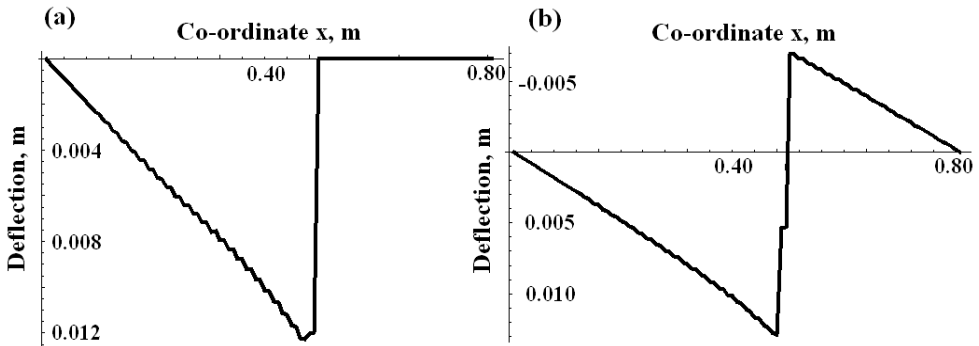 (a)
Co-ordinate x, m
0.40
0.80
0.004
0.008
0.012
Deflection, m
(b)
Co-ordinate x, m
-0.005
0.40
0.80
0.005
0.010
Deflection, m